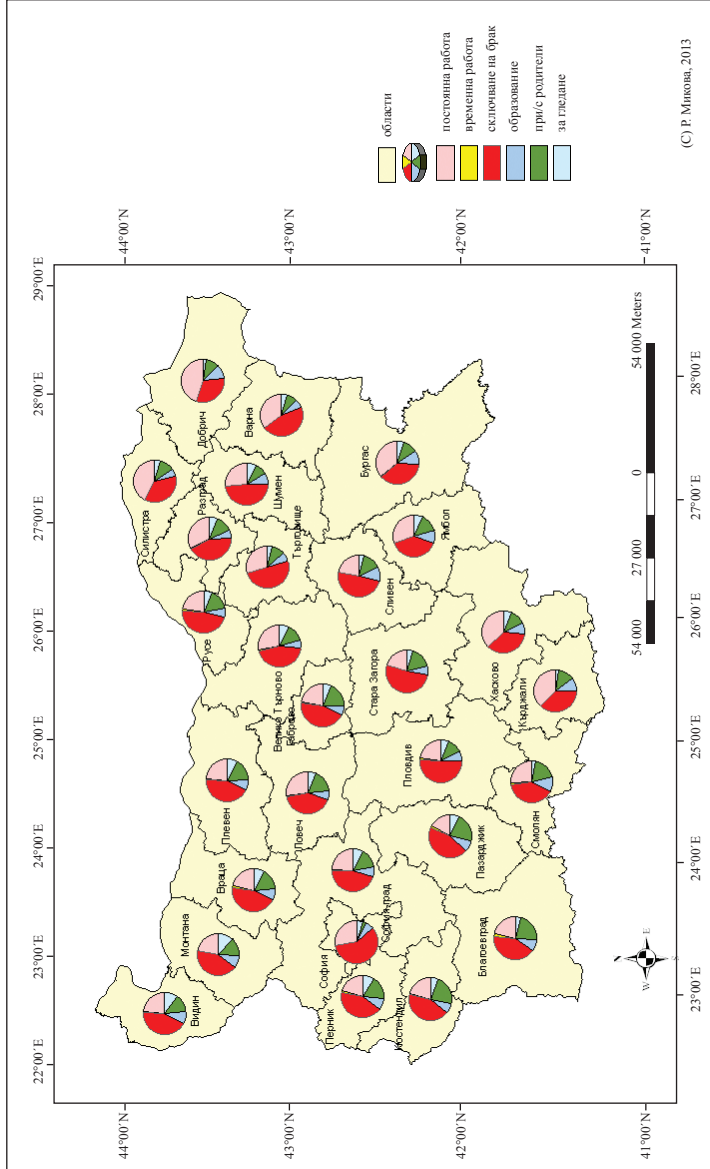 22°00´E 23°00´E 24°00´E 25°00´E 26°00´E 27°00´E 28°00´E 29°00´E
44°00´N
44°00´N
Видин
Силистра
Монтана
Враца
Плевен
Русе
Разград
Добрич
Варна
Шумен
Търговище
Велико Търново
Габрово
Ловеч
43°00´N
43°00´N
София
Перник
София-град
Кюстендил
Сливен
Бургас
Стара Загора
Пловдив
Ямбол
42°00´N
42°00´N
Благоевград
Пазарджик
Хасково
Кърджали
Смолян
41°00´N
41°00´N
N
W
E
S
54 000 27 000 0 54 000 Meters
23°00´E 24°00´E 25°00´E 26°00´E 27°00´E 28°00´E
области
постоянна работа
временна работа
сключване на брак
образование
при/с родители
за гледане
(C) Р. Микова, 2013